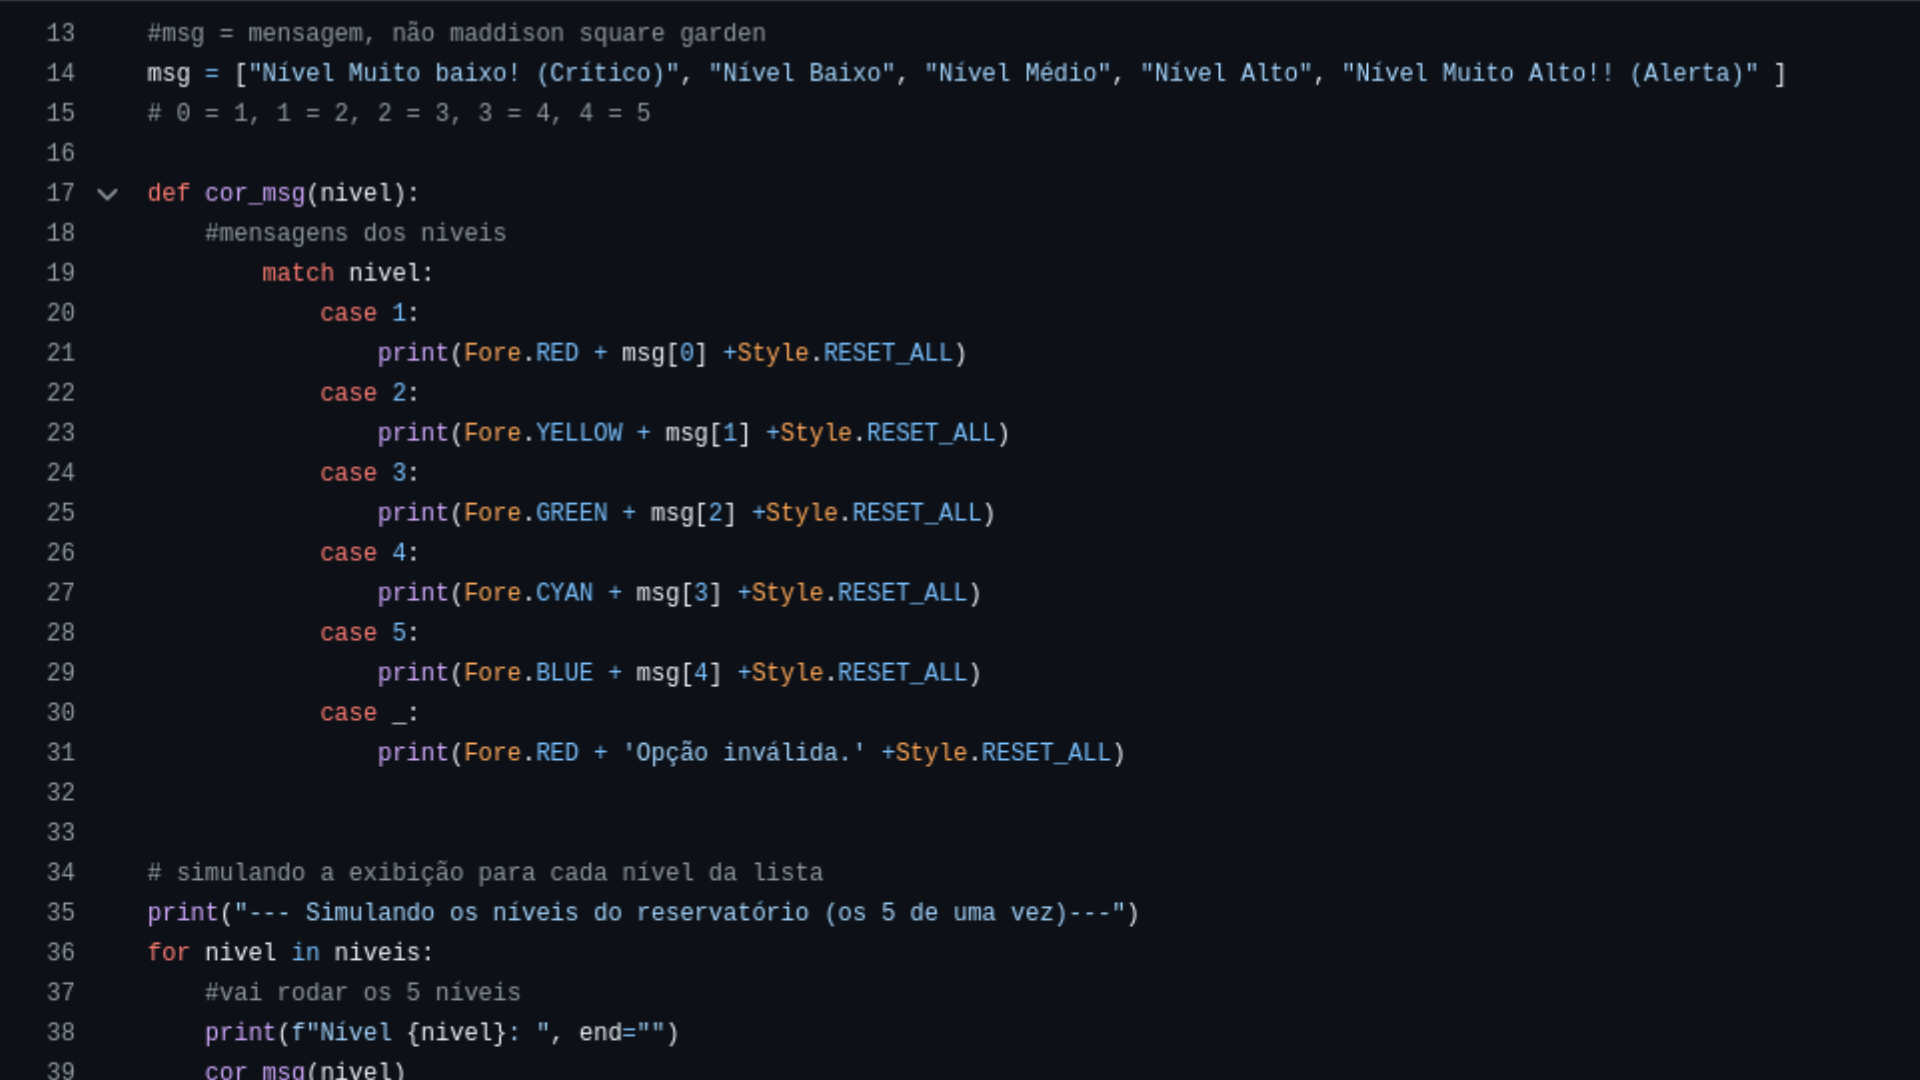 13 #msg = mensagem, não maddison square garden
14 msg = ["Nível Muito baixo! (Crítico)", "Nível Baixo", "Nível Médio", "Nível Alto", "Nível Muito Alto!! (Alerta)" ]
15 # 0 = 1, 1 = 2, 2 = 3, 3 = 4, 4 = 5
16
17 def cor_msg(nivel):
18 #mensagens dos niveis
19 match nivel:
20 case 1:
21 print(Fore.RED + msg[0] +Style.RESET_ALL)
22 case 2:
23 print(Fore.YELLOW + msg[1] +Style.RESET_ALL)
24 case 3:
25 print(Fore.GREEN + msg[2] +Style.RESET_ALL)
26 case 4:
27 print(Fore.CYAN + msg[3] +Style.RESET_ALL)
28 case 5:
29 print(Fore.BLUE + msg[4] +Style.RESET_ALL)
30 case _:
31 print(Fore.RED + 'Opção inválida.' +Style.RESET_ALL)
32
33
34 # simulando a exibição para cada nível da lista
35 print("--- Simulando os níveis do reservatório (os 5 de uma vez)---")
36 for nivel in niveis:
37 #vai rodar os 5 níveis
38 print(f"Nível {nivel}: ", end="")
39 cor_msg(nivel)